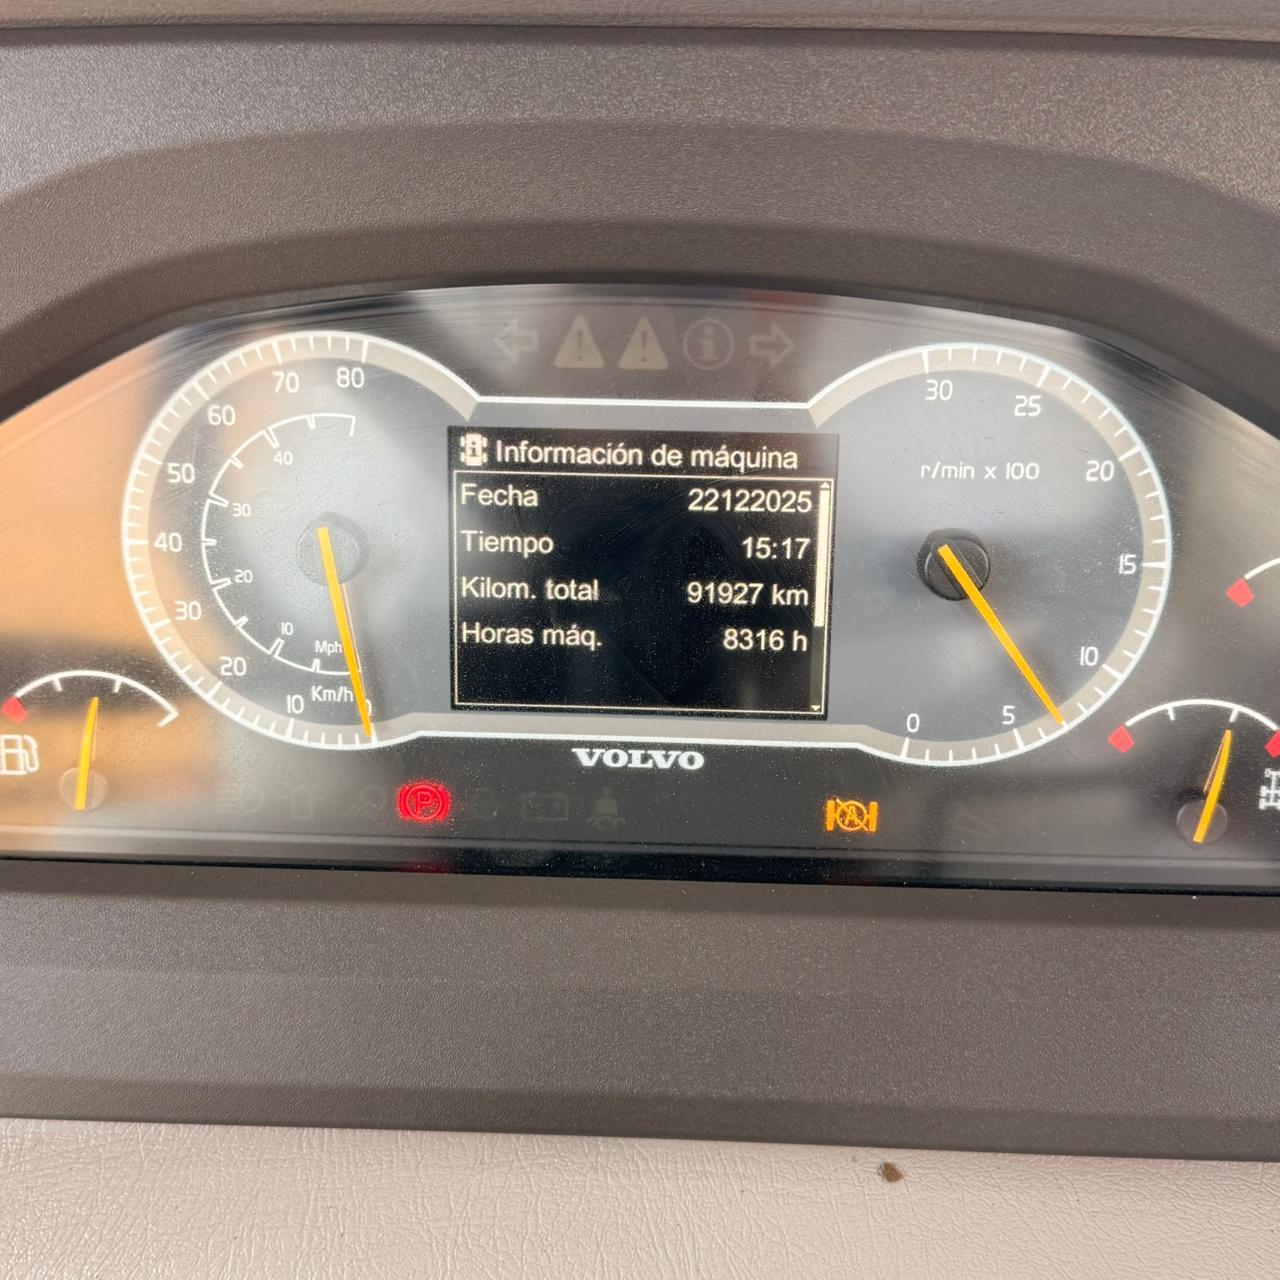 Información de máquina
Fecha 22122025
Tiempo 15:17
Kilom. total 91927 km
Horas máq. 8316 h
80
70
60
50
40
30
20
10
40
30
20
10
Mph
Km/h
30
25
20
15
10
5
0
r/min x 100
VOLVO
P
A